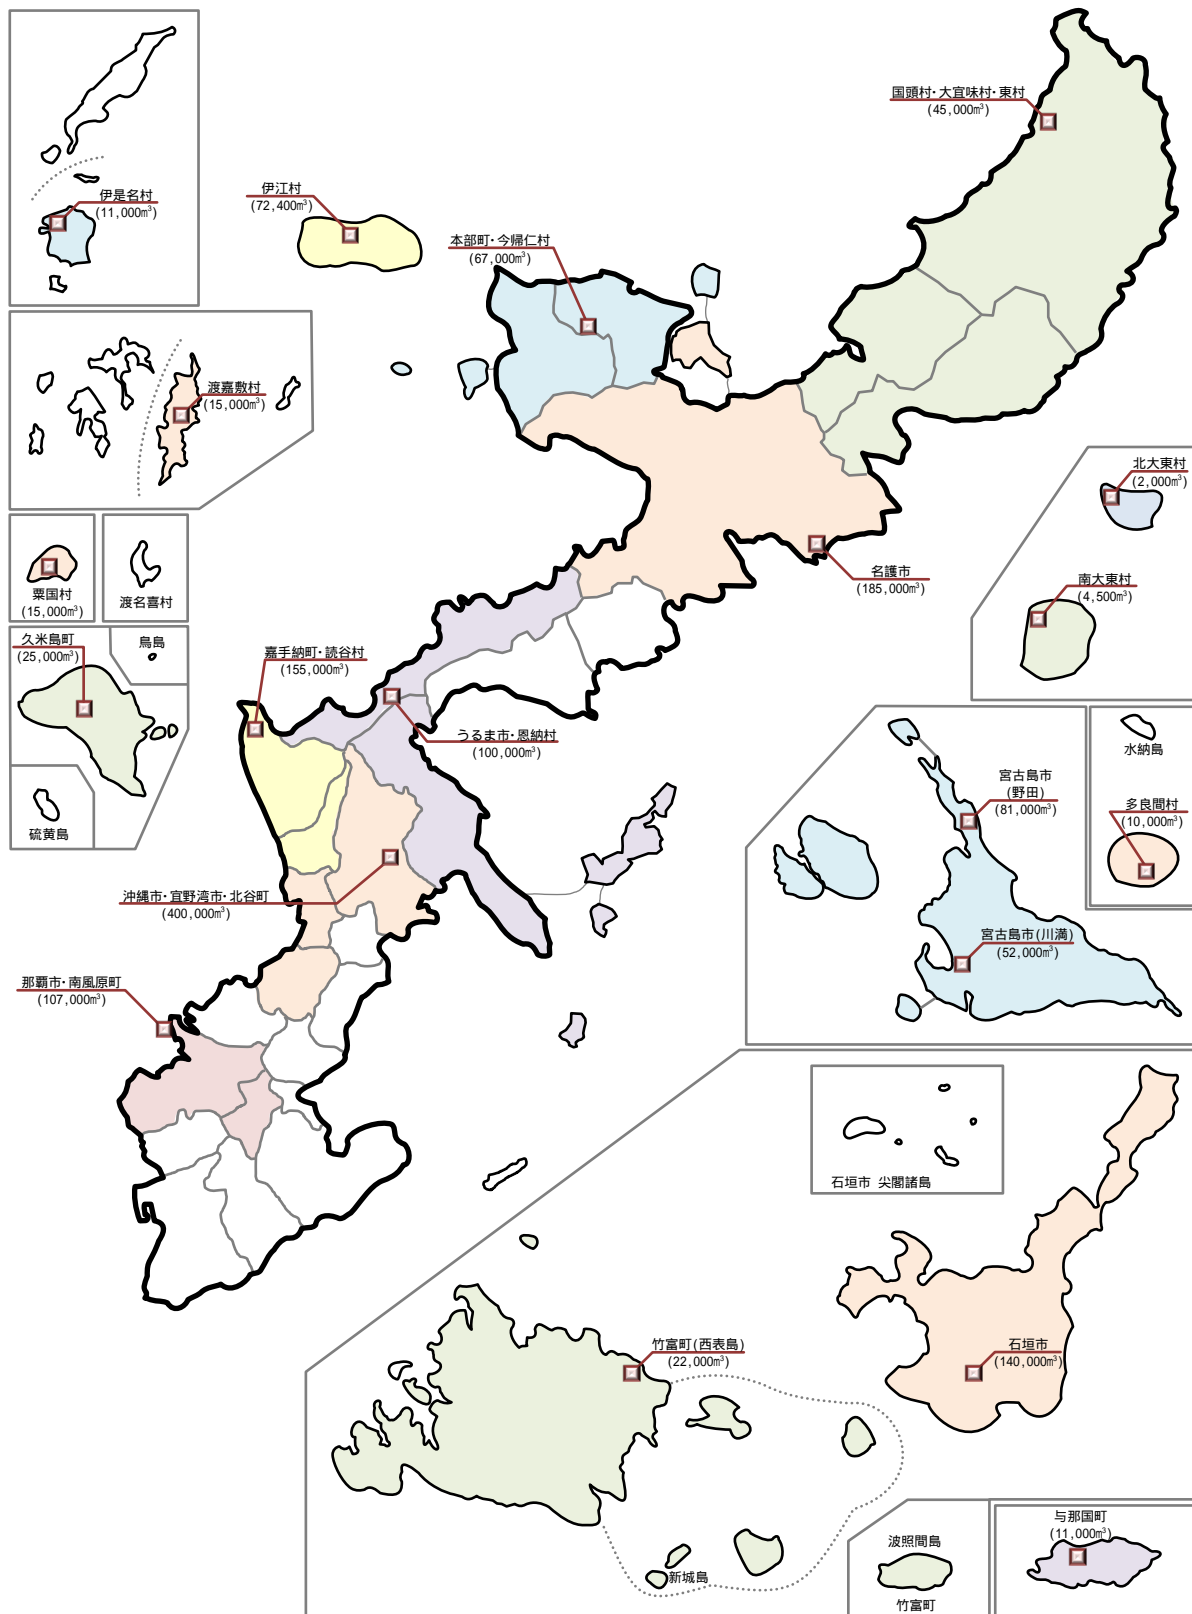 国頭村・大宜味村・東村
(45,000m³)
伊是名村
(11,000m³)
伊江村
(72,400m³)
本部町・今帰仁村
(67,000m³)
渡嘉敷村
(15,000m³)
北大東村
(2,000m³)
名護市
(185,000m³)
南大東村
(4,500m³)
粟国村
(15,000m³)
渡名喜村
久米島町
(25,000m³)
鳥島
硫黄島
嘉手納町・読谷村
(155,000m³)
うるま市・恩納村
(100,000m³)
水納島
宮古島市
(野田)
(81,000m³)
多良間村
(10,000m³)
沖縄市・宜野湾市・北谷町
(400,000m³)
宮古島市(川満)
(52,000m³)
那覇市・南風原町
(107,000m³)
石垣市 尖閣諸島
竹富町(西表島)
(22,000m³)
石垣市
(140,000m³)
与那国町
(11,000m³)
波照間島
新城島
竹富町